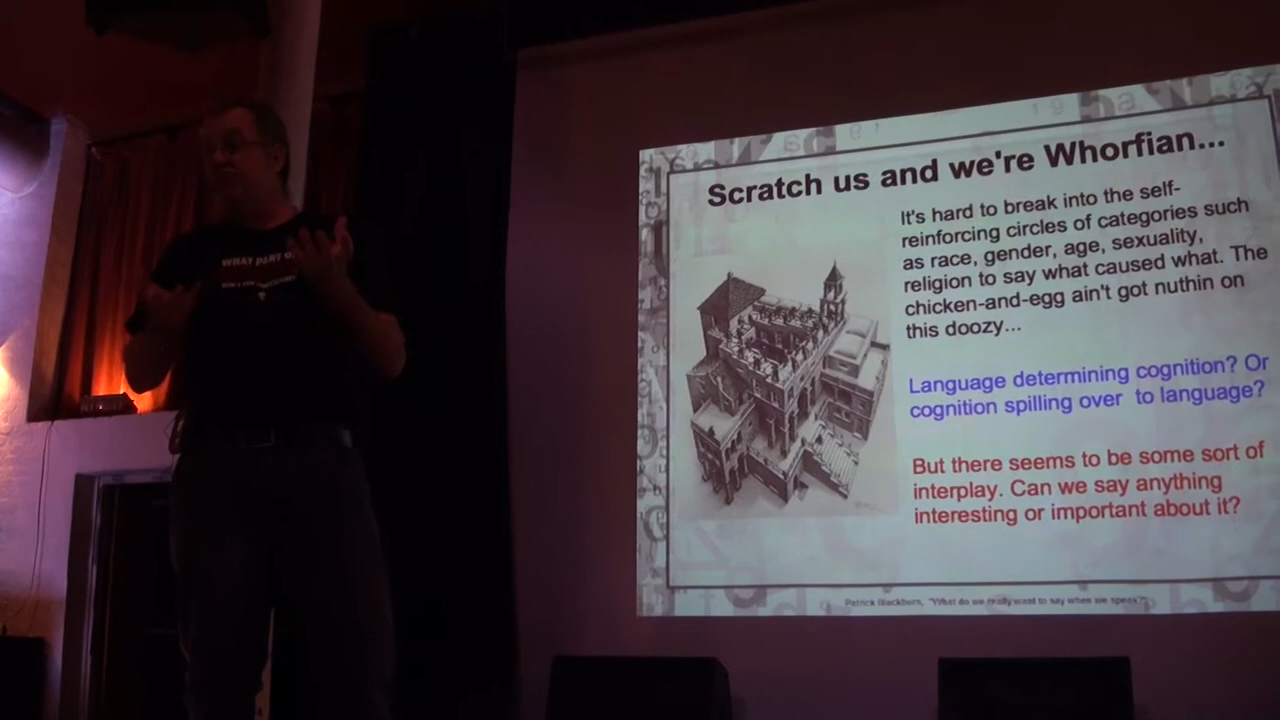 Scratch us and we're Whorfian...
It's hard to break into the self-
reinforcing circles of categories such
as race, gender, age, sexuality,
religion to say what caused what. The
chicken-and-egg ain't got nuthin on
this doozy...
Language determining cognition? Or
cognition spilling over to language?
But there seems to be some sort of
interplay. Can we say anything
interesting or important about it?
Patrick Blackburn, "What do we really want to say when we speak?"
WHAT PART O